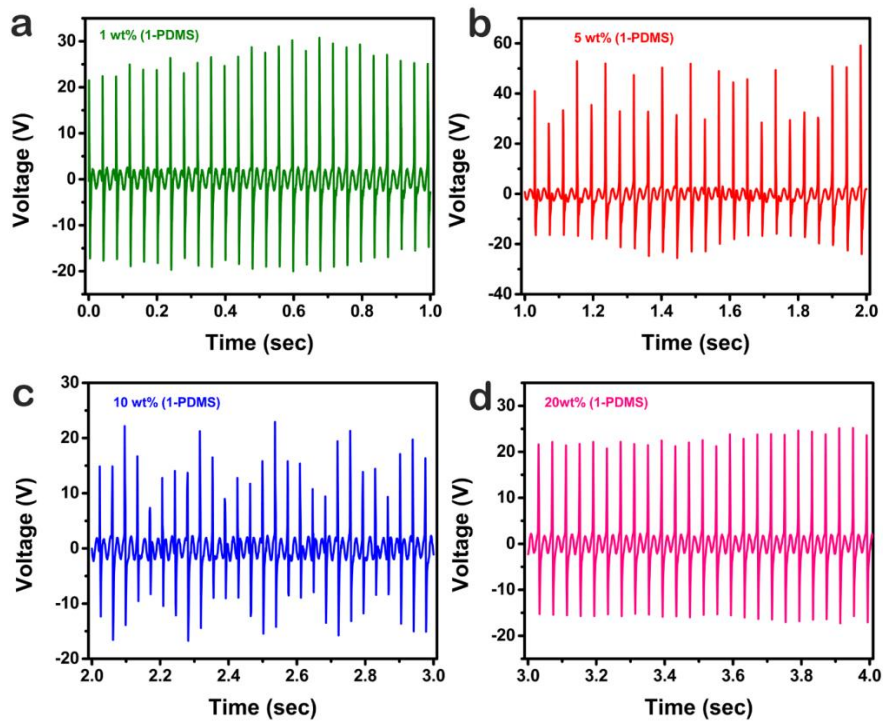 a
1 wt% (1-PDMS)
Voltage (V)
30
20
10
0
-10
-20
0.0 0.2 0.4 0.6 0.8 1.0
Time (sec)
b
5 wt% (1-PDMS)
Voltage (V)
60
40
20
0
-20
-40
1.0 1.2 1.4 1.6 1.8 2.0
Time (sec)
c
10 wt% (1-PDMS)
Voltage (V)
30
20
10
0
-10
-20
2.0 2.2 2.4 2.6 2.8 3.0
Time (sec)
d
20wt% (1-PDMS)
Voltage (V)
30
20
10
0
-10
-20
3.0 3.2 3.4 3.6 3.8 4.0
Time (sec)